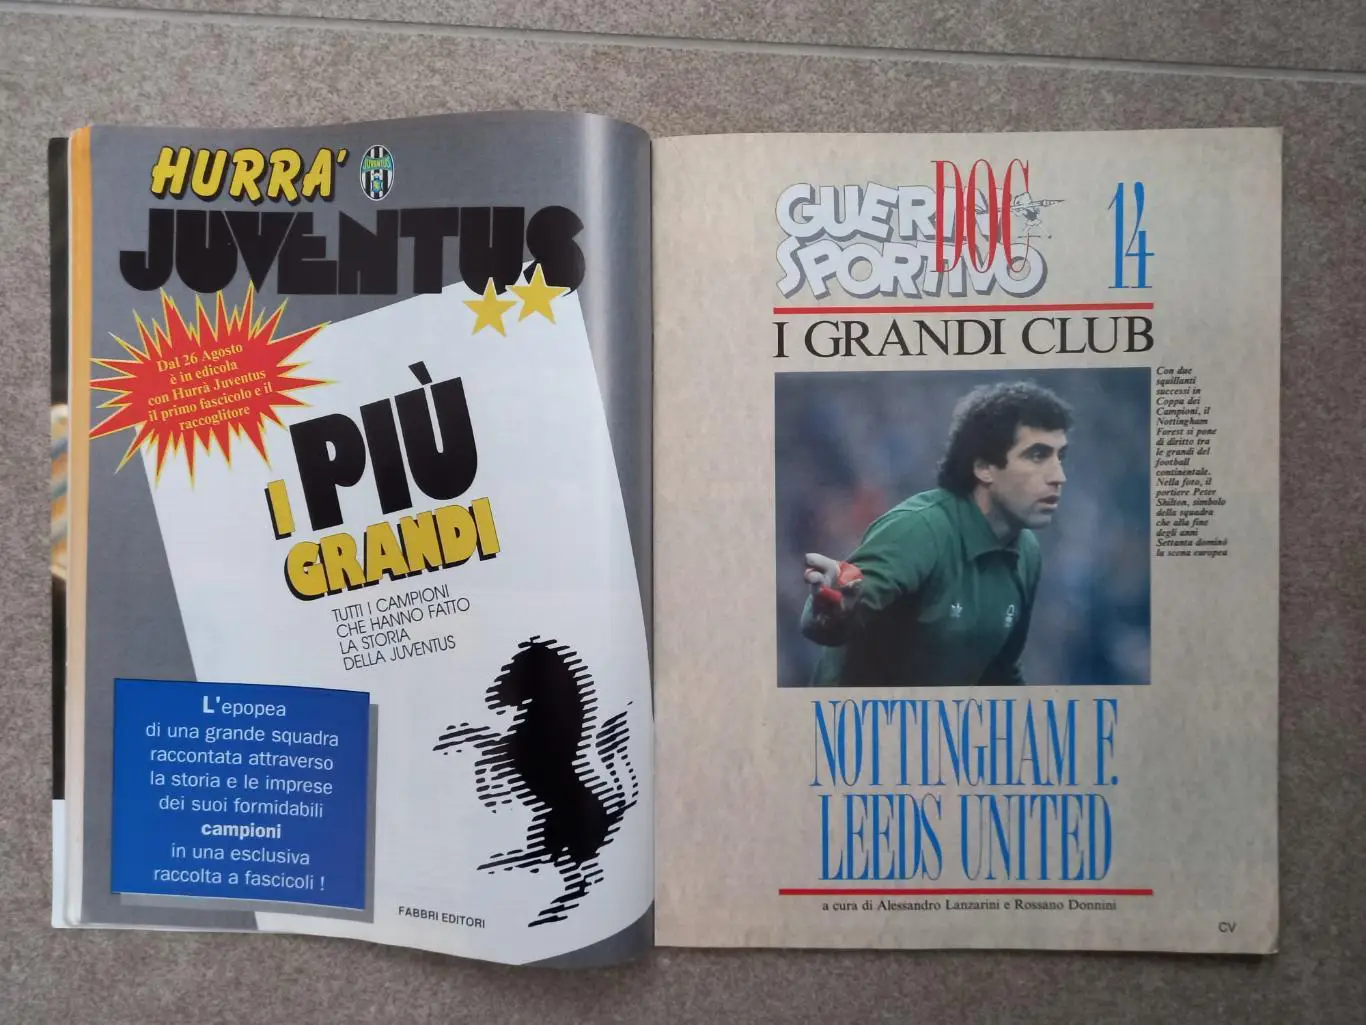 HURRA'
JUVENTUS
JUVENTUS
Dal 26 Agosto
è in edicola
con Hurrà Juventus
il primo fascicolo e il
raccoglitore
I PIÙ
GRANDI
TUTTI I CAMPIONI
CHE HANNO FATTO
LA STORIA
DELLA JUVENTUS
L'epopea
di una grande squadra
raccontata attraverso
la storia e le imprese
dei suoi formidabili
campioni
in una esclusiva
raccolta a fascicoli !
FABBRI EDITORI
GUERIN
SPORTIVO
DOC
14
I GRANDI CLUB
Con due
squillanti
successi in
Coppa dei
Campioni, il
Nottingham
Forest si pone
di diritto tra
le grandi del
football
continentale.
Nella foto, il
portiere Peter
Shilton, simbolo
della squadra
che alla fine
degli anni
Settanta dominò
la scena europea
NOTTINGHAM F.
LEEDS UNITED
a cura di Alessandro Lanzarini e Rossano Donnini
CV